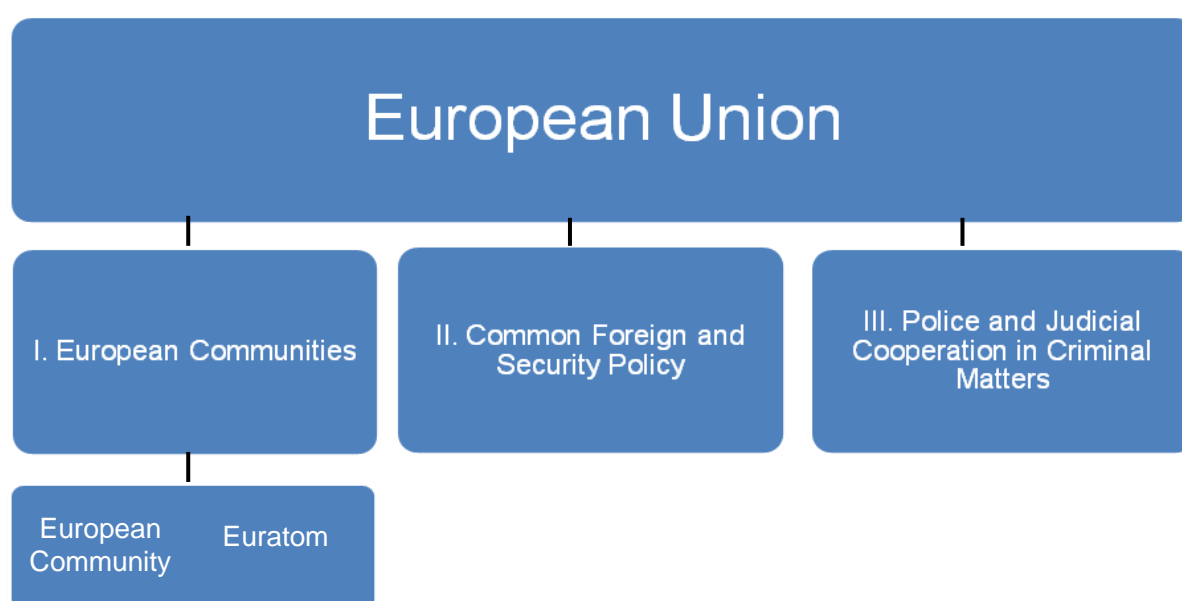 European Union
I. European Communities
II. Common Foreign and
Security Policy
III. Police and Judicial
Cooperation in Criminal
Matters
European
Community
Euratom